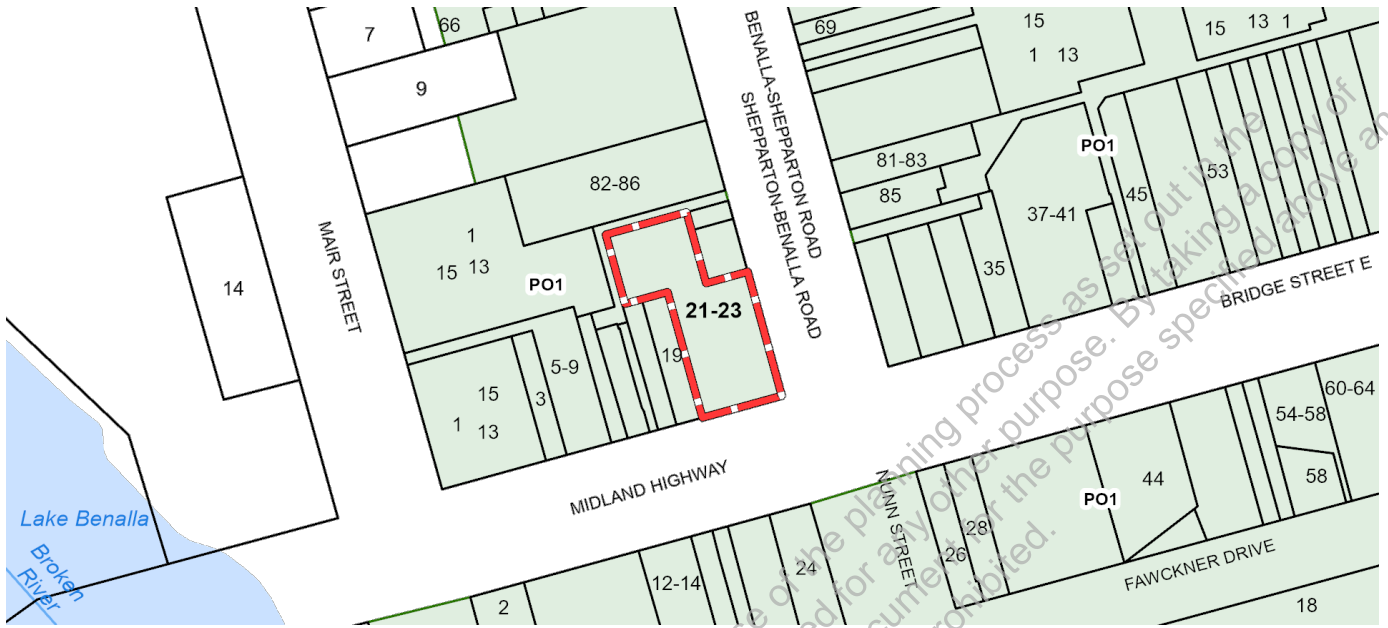 7
66
9
82-86
1
15 13
PO1
14
MAIR STREET
21-23
19
5-9
3
15
1
13
MIDLAND HIGHWAY
Lake Benalla
Broken
River
2
12-14
24
NUNN STREET
26
28
44
PO1
54-58
58
60-64
FAWCKNER DRIVE
18
BENALLA-SHEPPARTON ROAD
SHEPPARTON-BENALLA ROAD
69
15
1 13
15 13 1
81-83
85
PO1
37-41
45
53
35
BRIDGE STREET E
se of the planning process as set out in the
ed for any other purpose. By taking a copy of
cument for the purpose specified above an
rohibited.